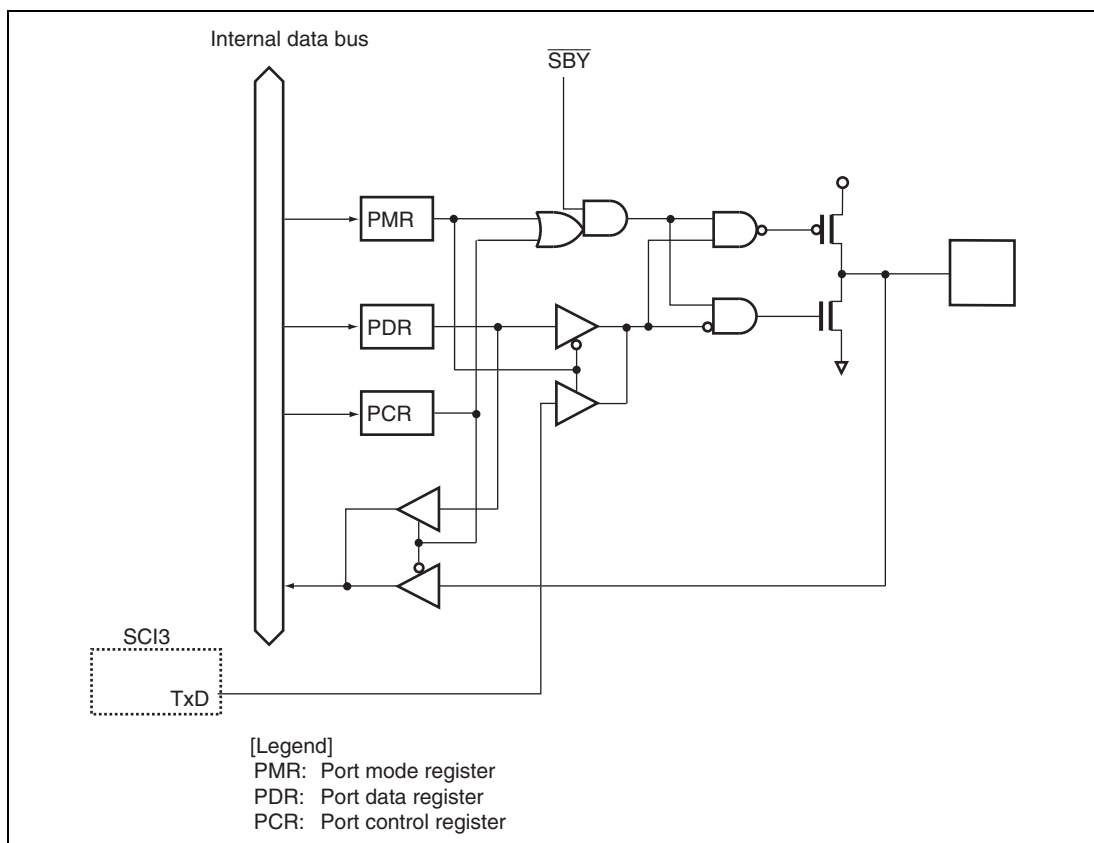 Internal data bus
SBY
PMR
PDR
PCR
SCI3
TxD
[Legend]
PMR: Port mode register
PDR: Port data register
PCR: Port control register